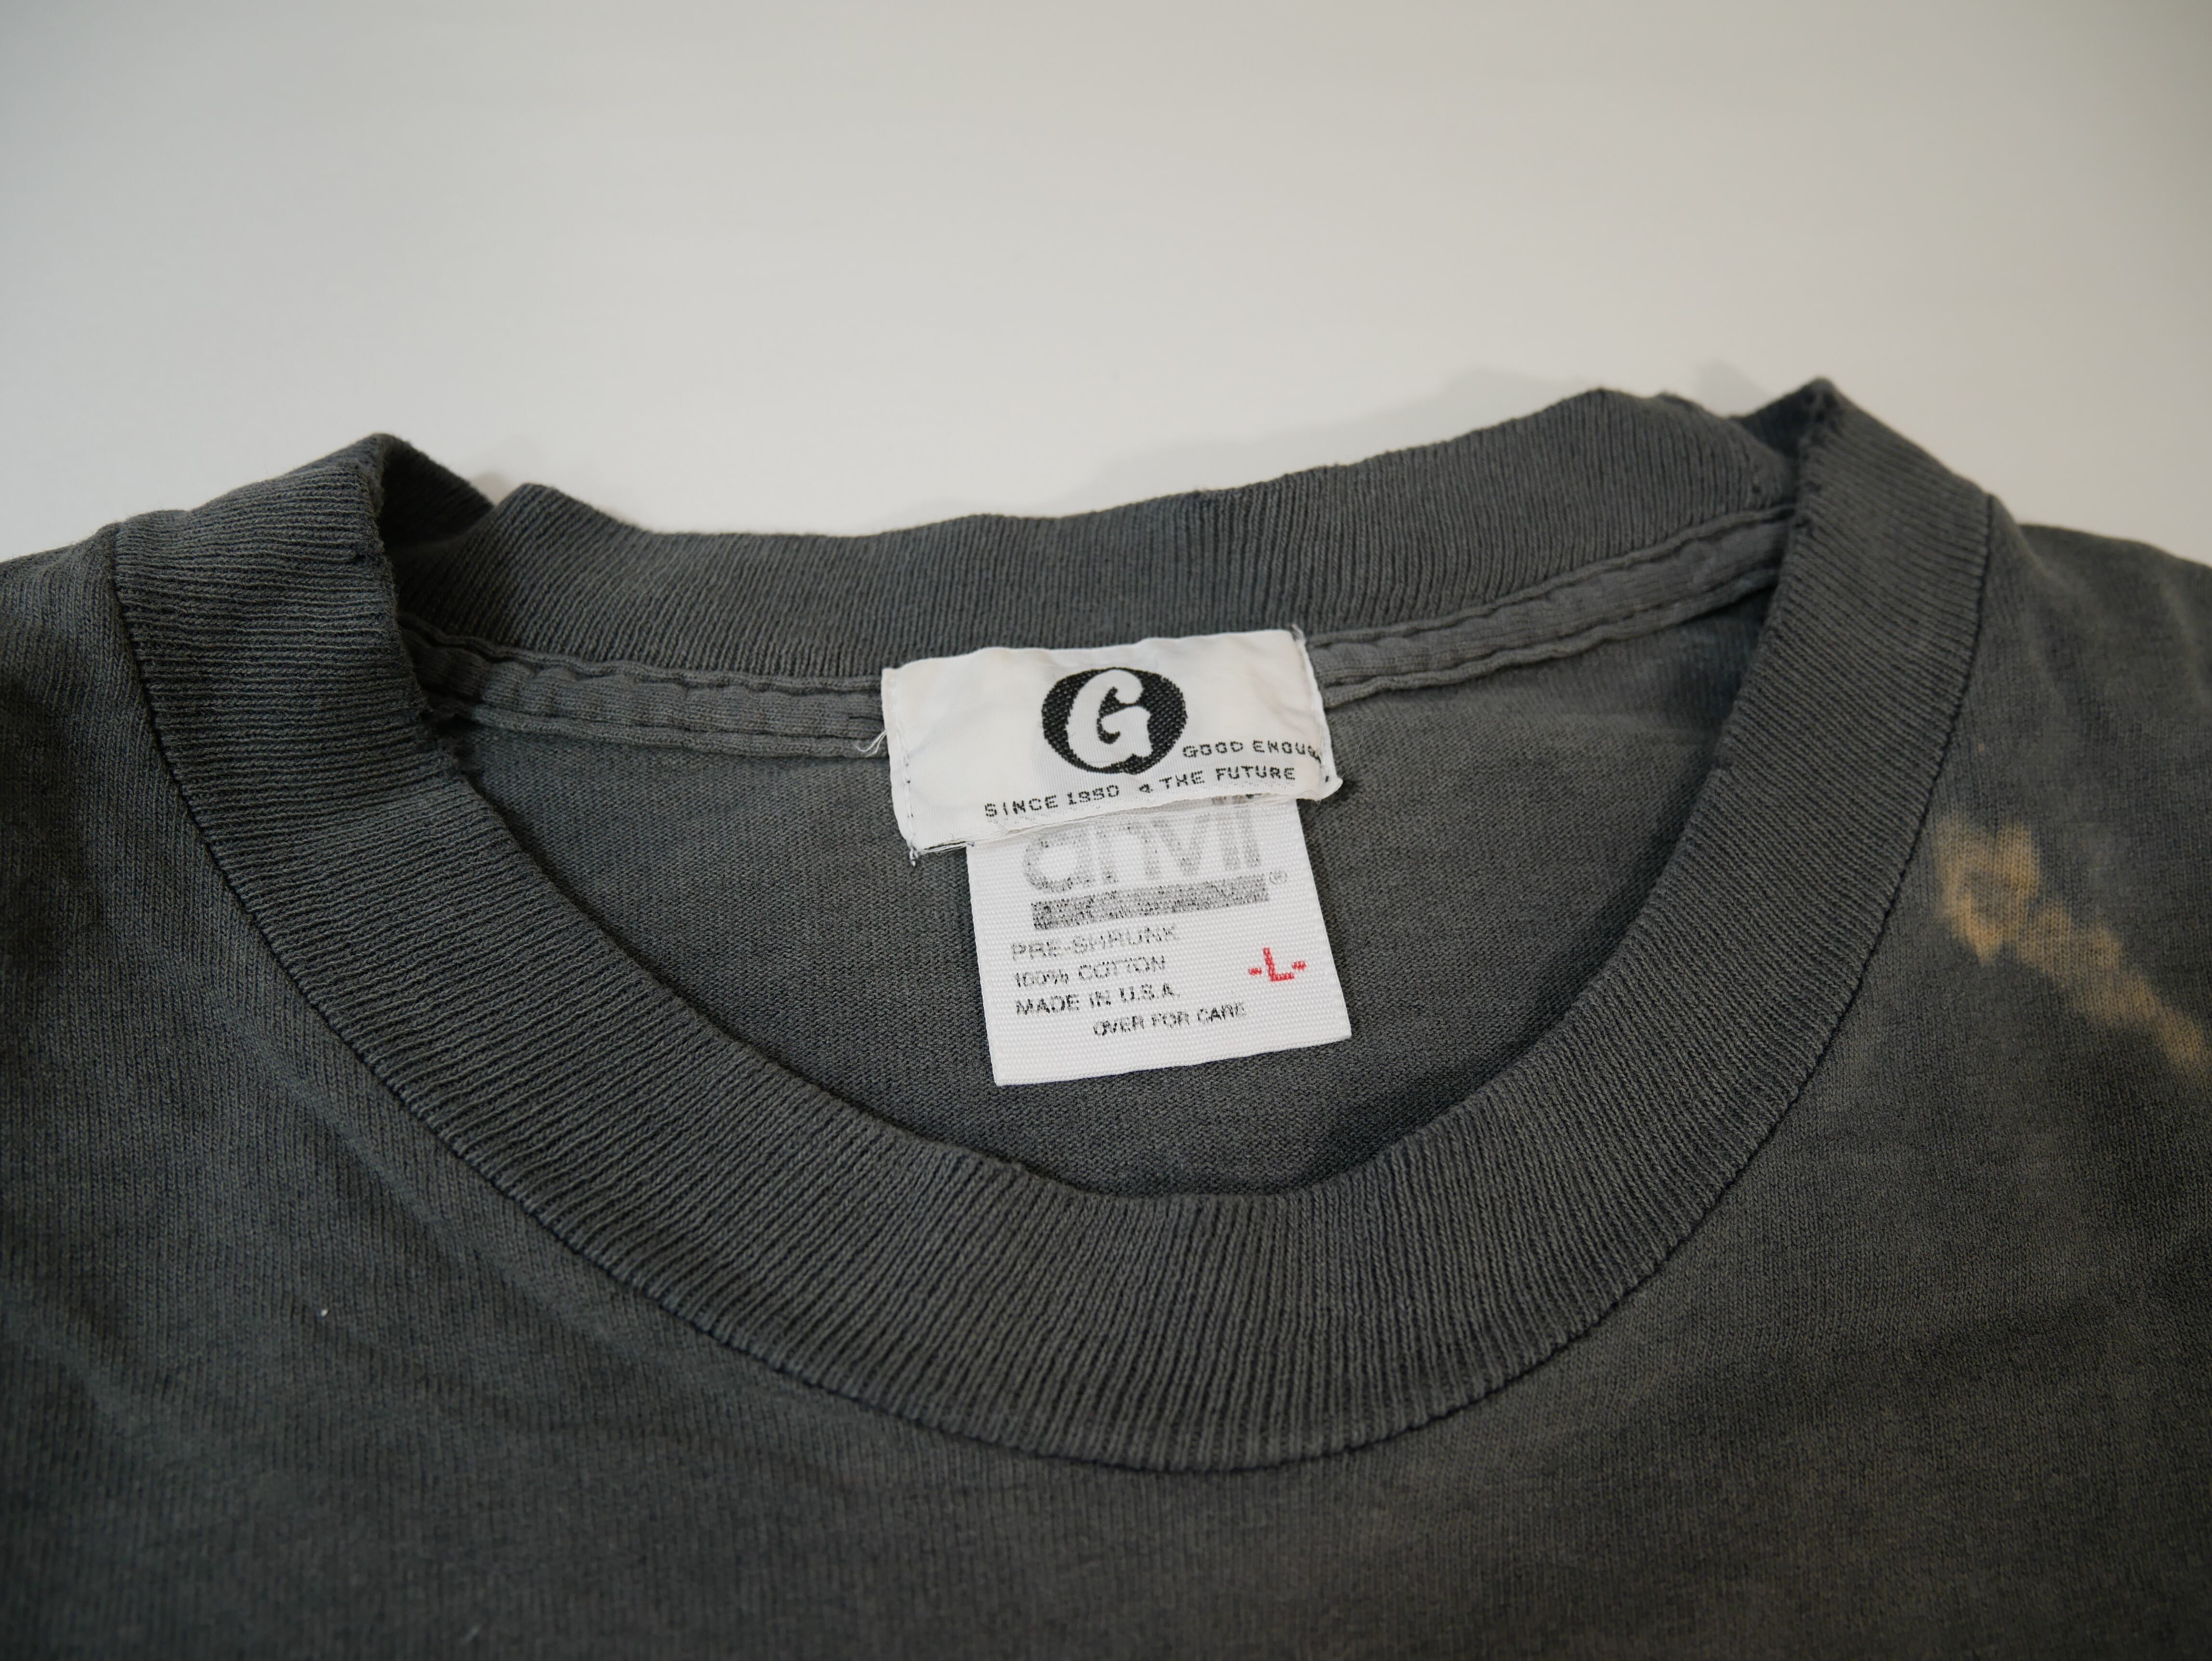 G
GOOD ENOUGH
SINCE 1990 4 THE FUTURE
anvil
®
PRE-SHRUNK
100% COTTON
-L-
MADE IN U.S.A.
OVER FOR CARE